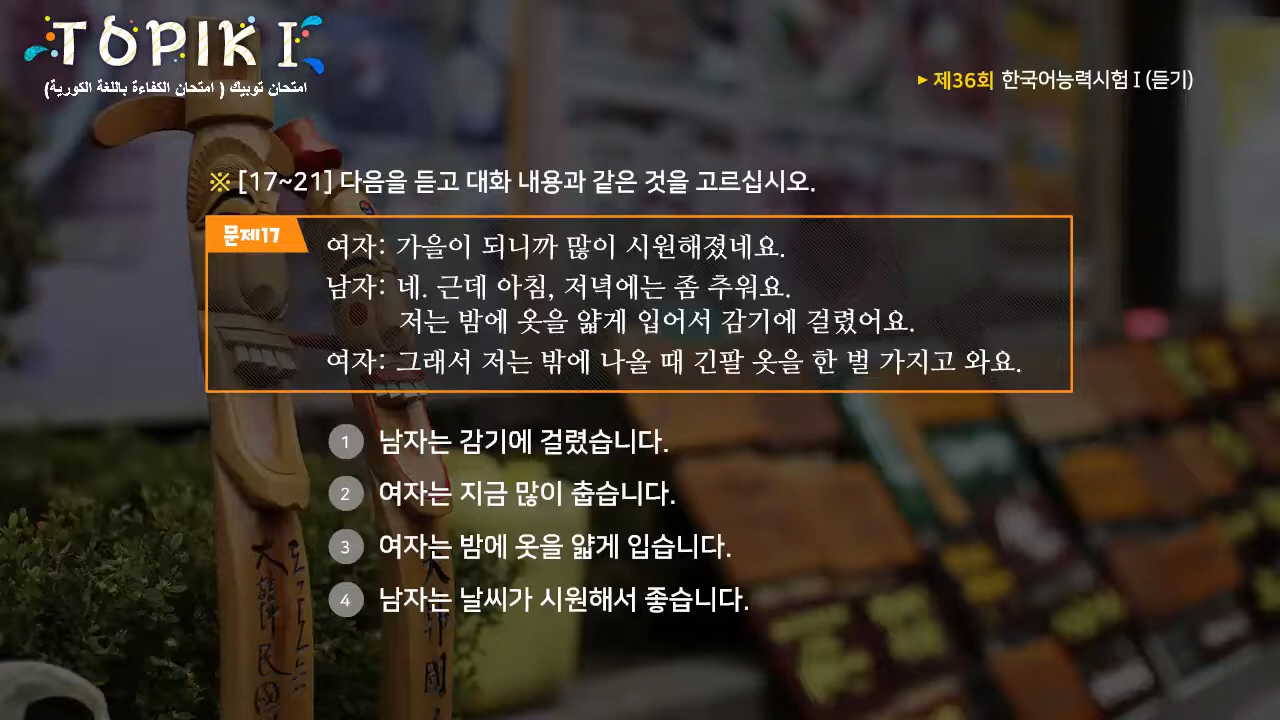 TOPIK I
امتحان توبيك ( امتحان الكفاءة باللغة الكورية)
▶ 제36회 한국어능력시험 I (듣기)
※ [17~21] 다음을 듣고 대화 내용과 같은 것을 고르십시오.
문제17
여자: 가을이 되니까 많이 시원해졌네요.
남자: 네. 근데 아침, 저녁에는 좀 추워요.
저는 밤에 옷을 얇게 입어서 감기에 걸렸어요.
여자: 그래서 저는 밖에 나올 때 긴팔 옷을 한 벌 가지고 와요.
1 남자는 감기에 걸렸습니다.
2 여자는 지금 많이 춥습니다.
3 여자는 밤에 옷을 얇게 입습니다.
4 남자는 날씨가 시원해서 좋습니다.
大韓民國